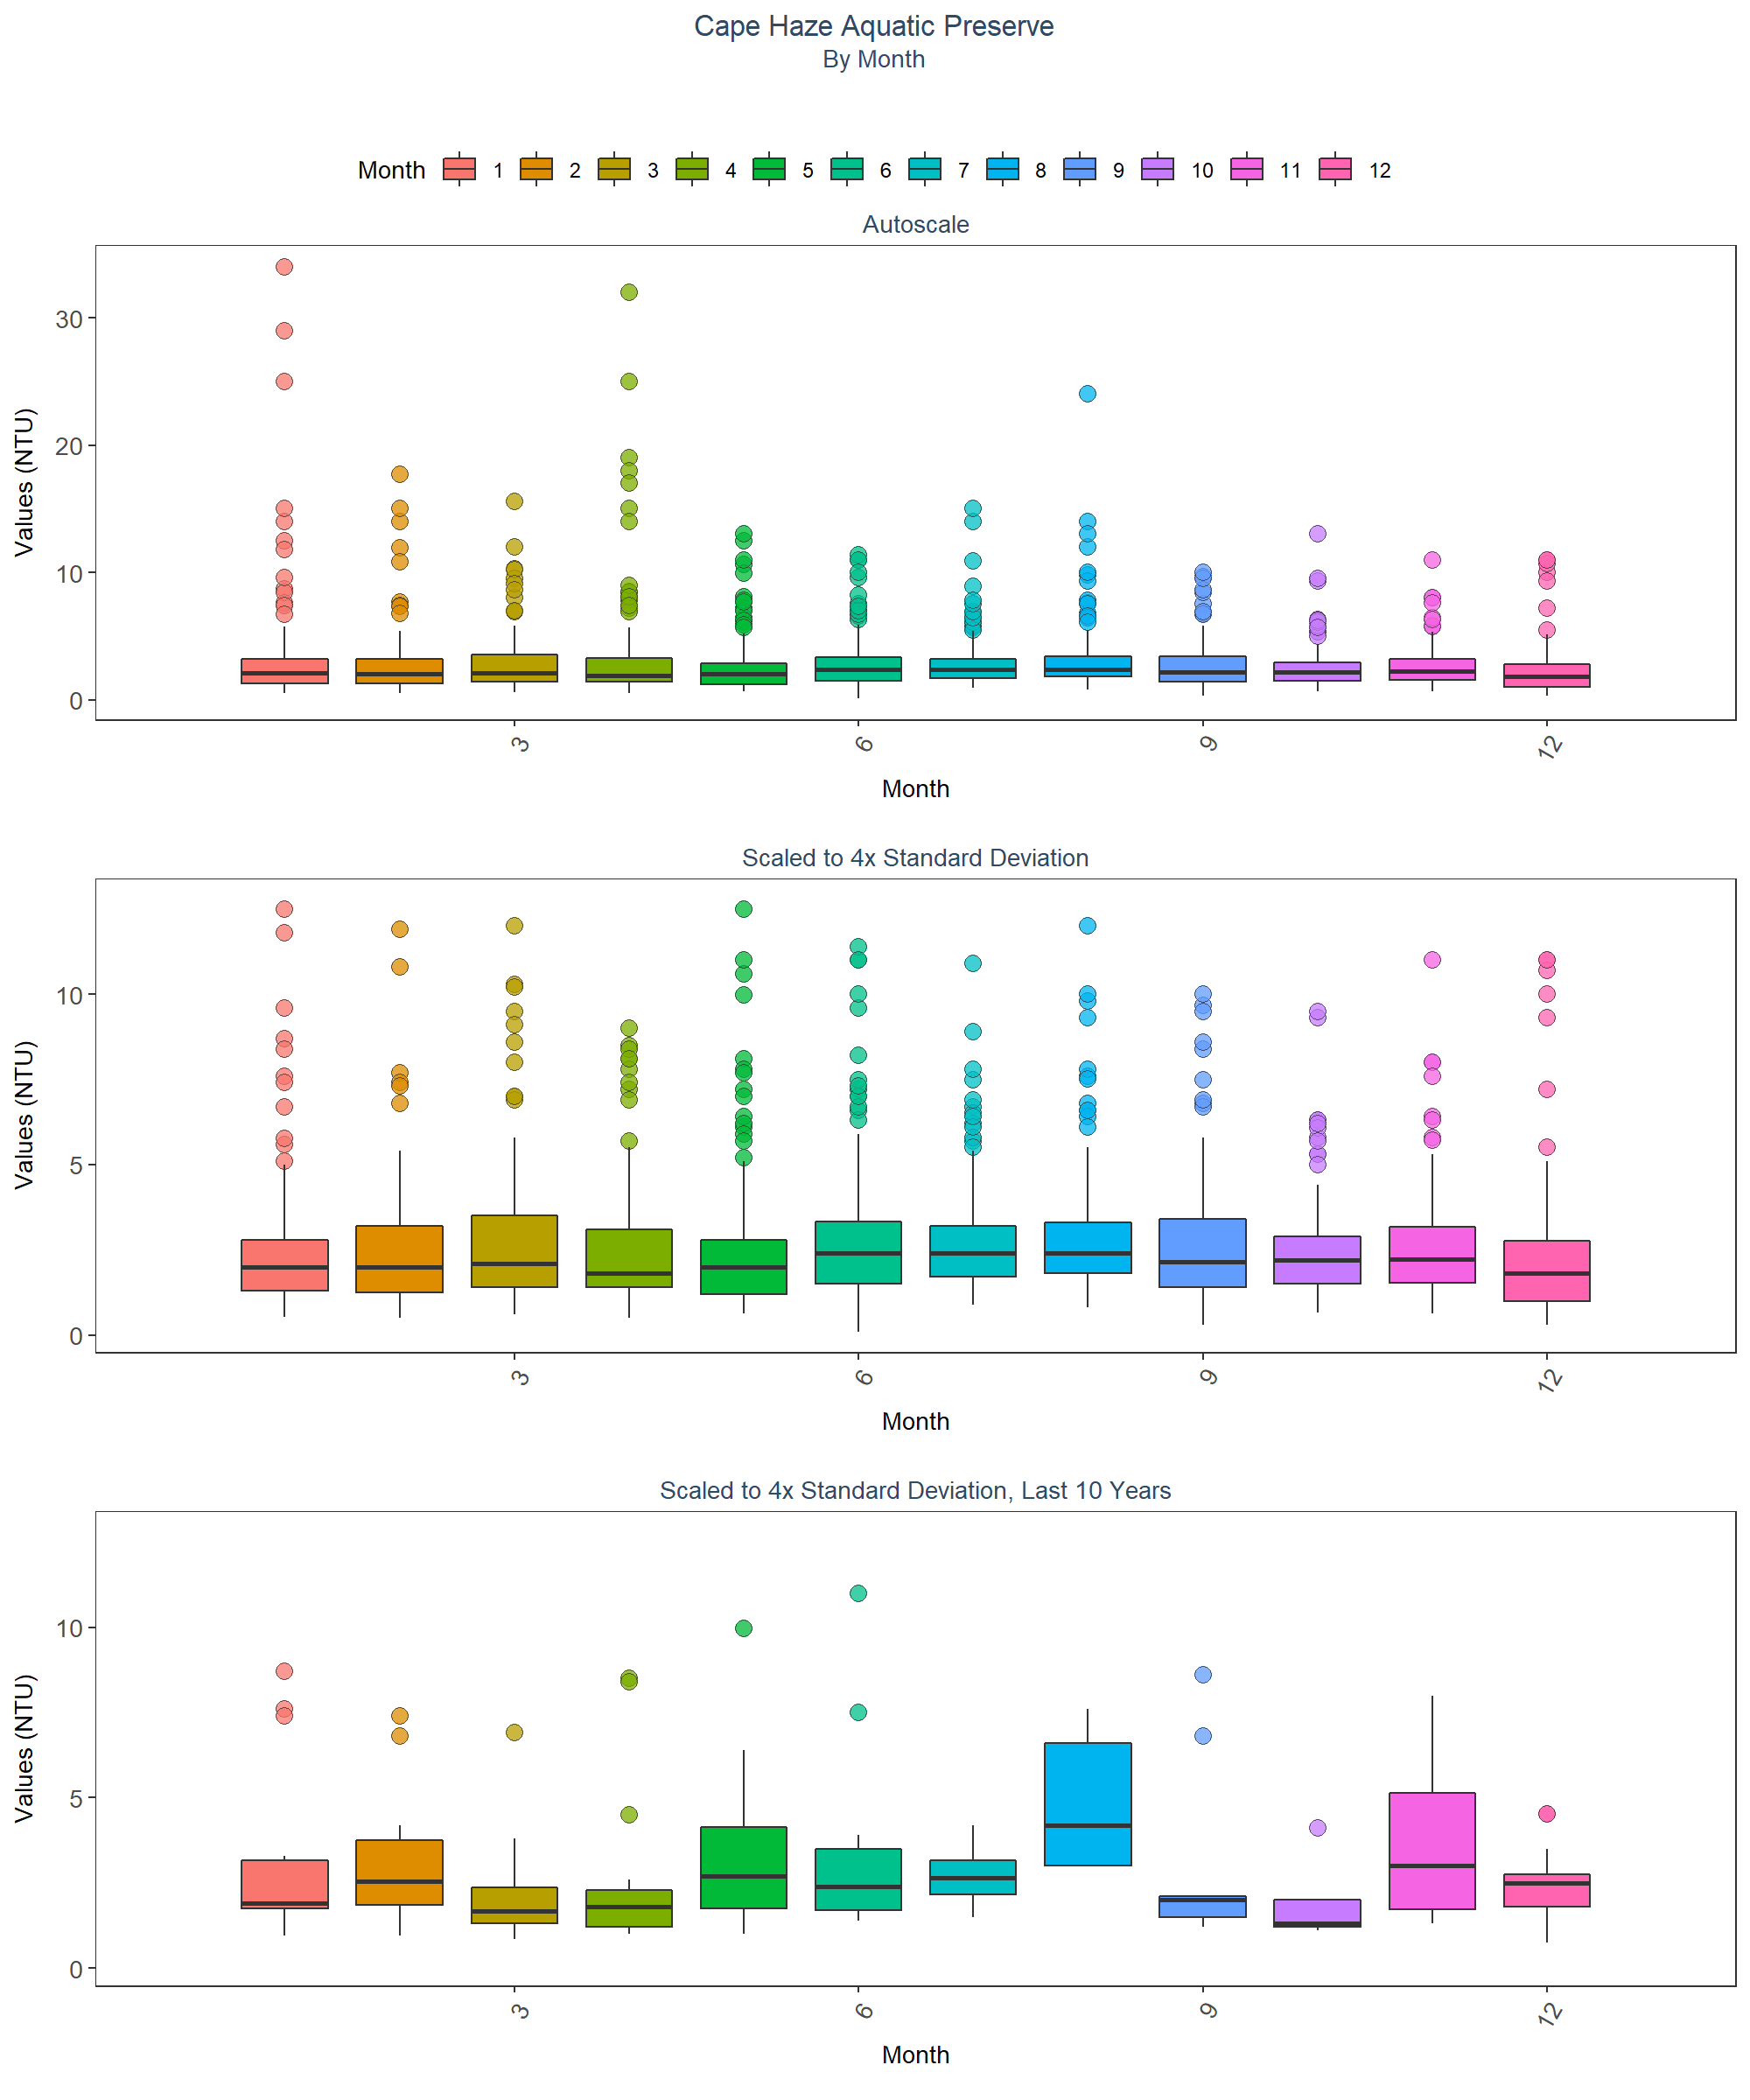 Cape Haze Aquatic Preserve
By Month
Month 1 2 3 4 5 6 7 8 9 10 11 12
Autoscale
Values (NTU)
30
20
10
0
3 6 9 12
Month
Scaled to 4x Standard Deviation
Values (NTU)
10
5
0
3 6 9 12
Month
Scaled to 4x Standard Deviation, Last 10 Years
Values (NTU)
10
5
0
3 6 9 12
Month